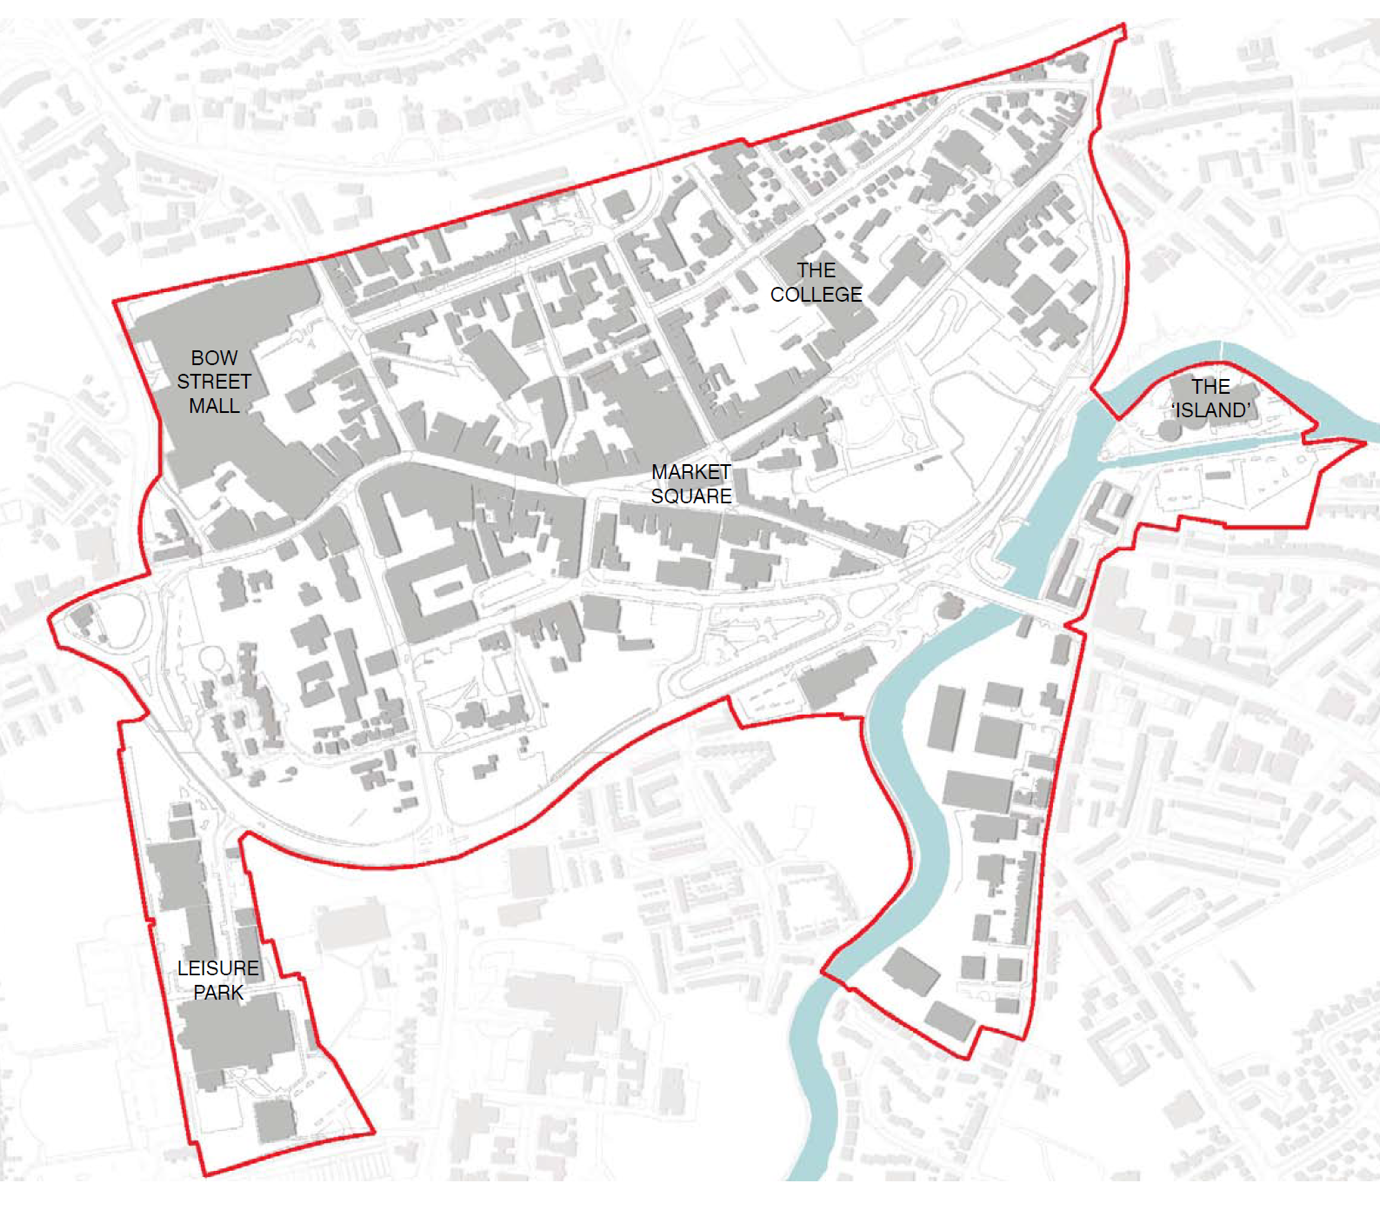 THE
COLLEGE
BOW
STREET
MALL
THE
‘ISLAND’
MARKET
SQUARE
LEISURE
PARK